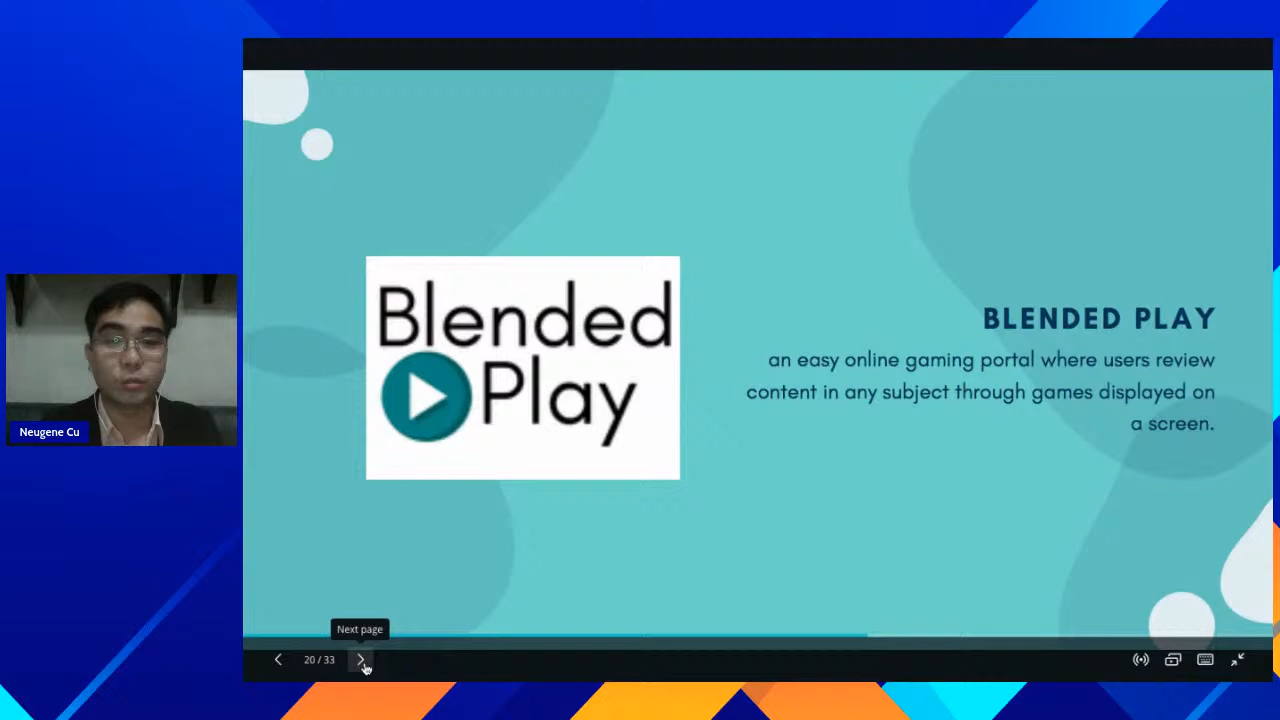 Blended
Play
BLENDED PLAY
an easy online gaming portal where users review
content in any subject through games displayed on
a screen.
Neugene Cu
Next page
20 / 33